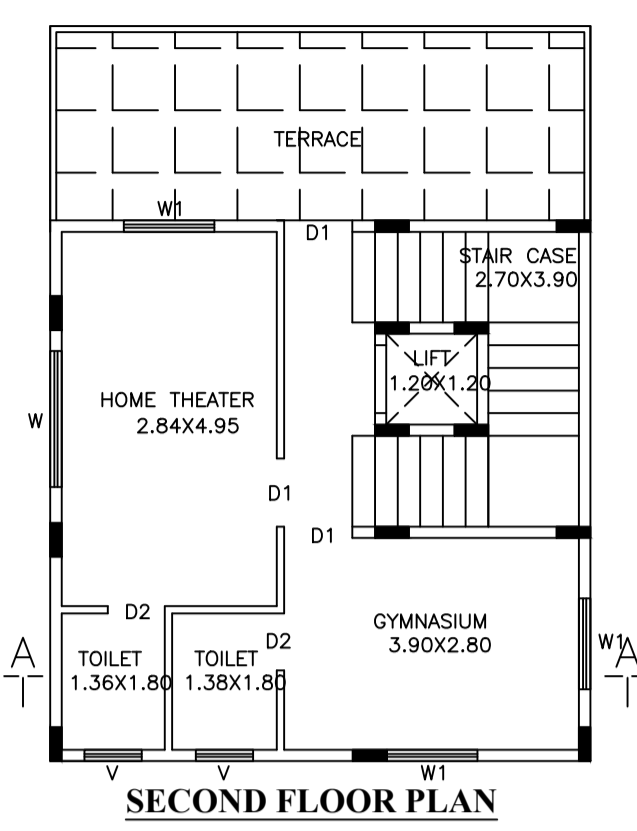 TERRACE
W1
D1
STAIR CASE
2.70X3.90
LIFT
1.20X1.20
HOME THEATER
2.84X4.95
W
D1
D1
D2
GYMNASIUM
3.90X2.80
D2
A
TOILET
1.36X1.80
TOILET
1.38X1.80
W1
A
V
V
W1
SECOND FLOOR PLAN